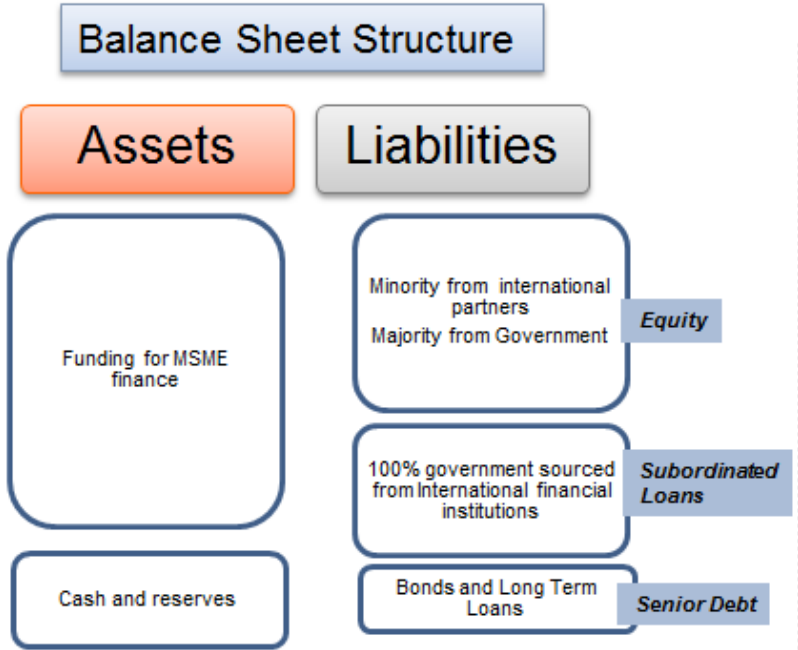 Balance Sheet Structure
Assets
Liabilities
Funding for MSME
finance
Cash and reserves
Minority from international
partners
Majority from Government
Equity
100% government sourced
from International financial
institutions
Subordinated
Loans
Bonds and Long Term
Loans
Senior Debt